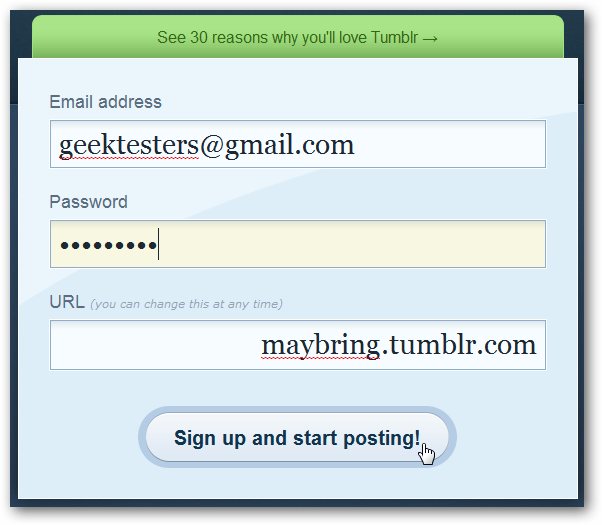 See 30 reasons why you'll love Tumblr →
Email address
geektesters@gmail.com
Password
•••••••••
URL (you can change this at any time)
maybring.tumblr.com
Sign up and start posting!